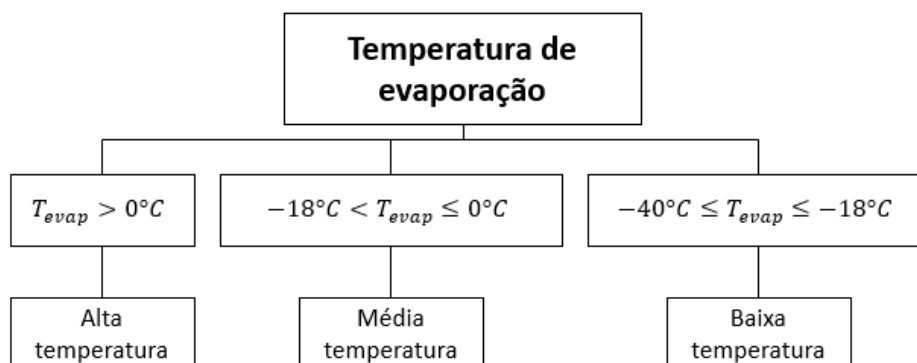 Temperatura de
evaporação
T_evap > 0°C
−18°C < T_evap ≤ 0°C
−40°C ≤ T_evap ≤ −18°C
Alta
temperatura
Média
temperatura
Baixa
temperatura